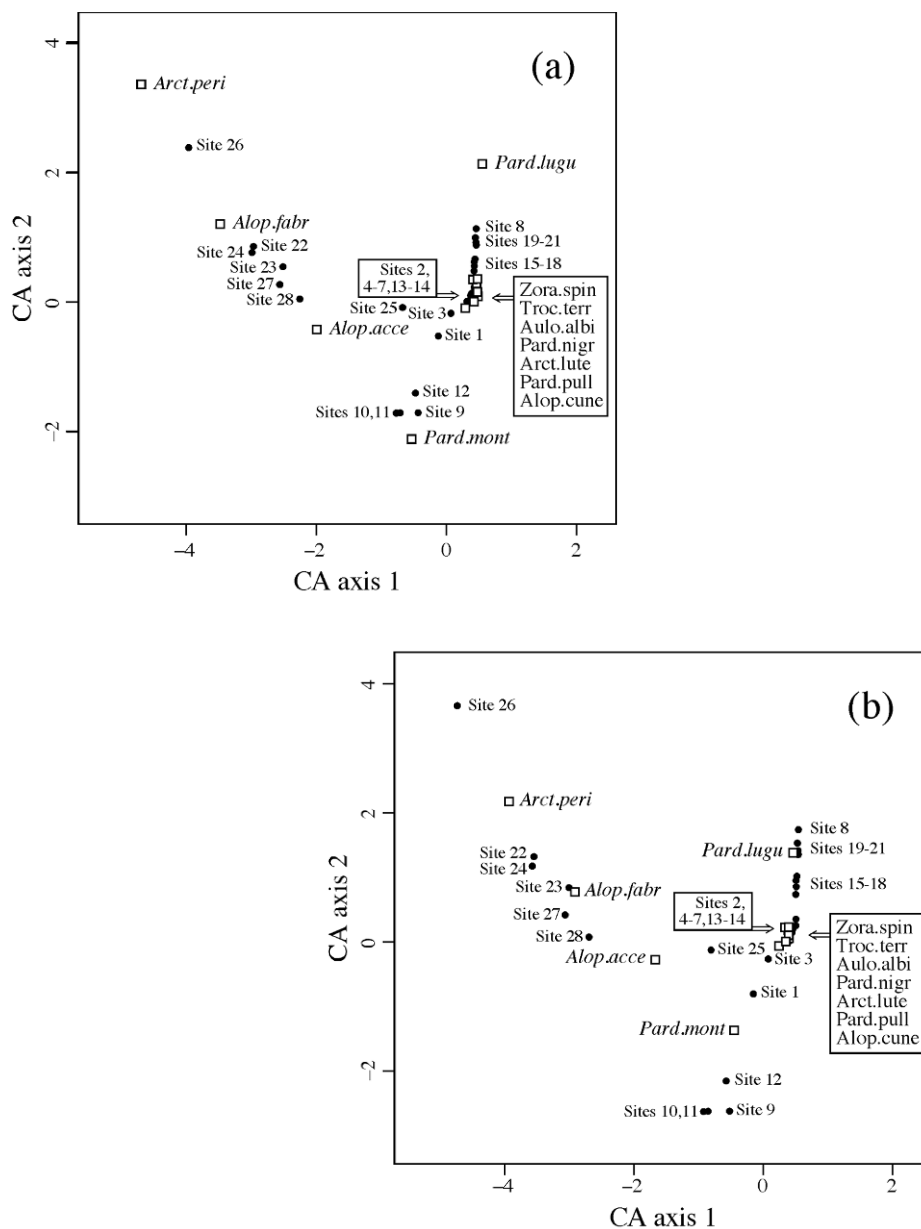 (a)
4
Arct.peri
Site 26
Pard.lugu
2
Alop.fabr
Site 8
Site 22
Site 24
Sites 19-21
Sites 15-18
Site 23
Sites 2,
4-7,13-14
Site 27
Site 28
0
Site 25
Site 3
Alop.acce
Site 1
Zora.spin
Troc.terr
Aulo.albi
Pard.nigr
Arct.lute
Pard.pull
Alop.cune
Site 12
Sites 10,11
Site 9
−2
Pard.mont
CA axis 2
−4
−2
0
2
CA axis 1
(b)
4
Site 26
2
Arct.peri
Site 8
Site 22
Site 24
Pard.lugu
Sites 19-21
Site 23
Alop.fabr
Sites 15-18
Sites 2,
4-7,13-14
Site 27
Site 28
0
Alop.acce
Site 25
Site 3
Site 1
Zora.spin
Troc.terr
Aulo.albi
Pard.nigr
Arct.lute
Pard.pull
Alop.cune
Pard.mont
Site 12
−2
Sites 10,11
Site 9
CA axis 2
−4
−2
0
2
CA axis 1